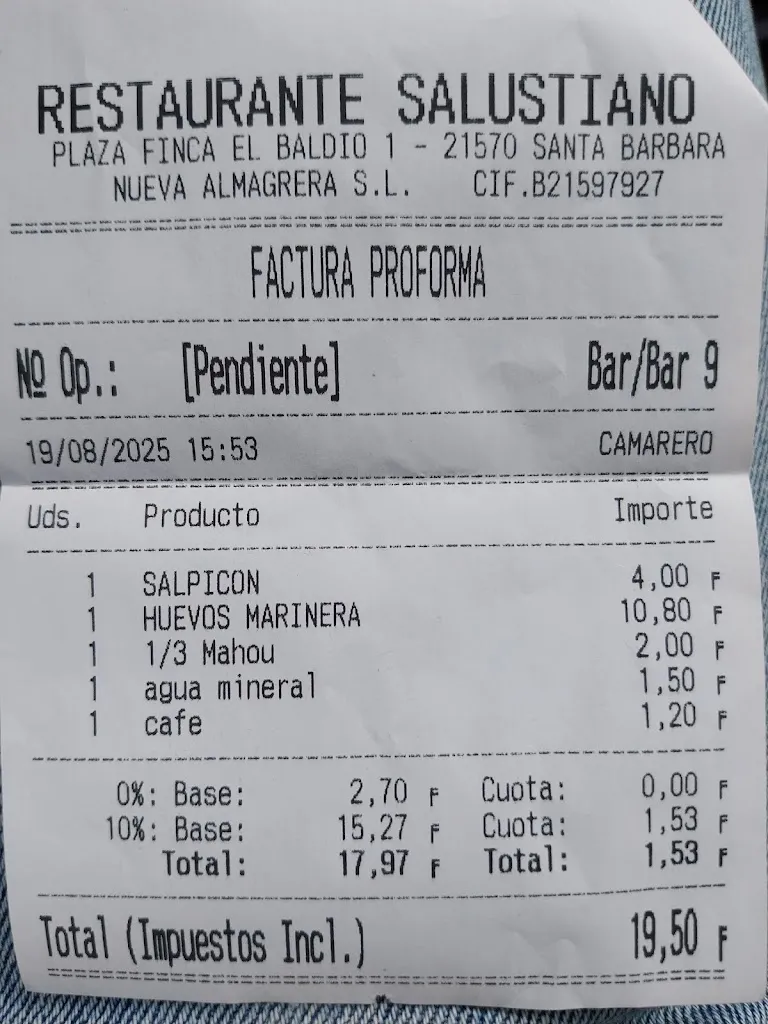 RESTAURANTE SALUSTIANO
PLAZA FINCA EL BALDIO 1 - 21570 SANTA BARBARA
NUEVA ALMAGRERA S.L. CIF.B21597927
FACTURA PROFORMA
Nº Op.: [Pendiente] Bar/Bar 9
19/08/2025 15:53 CAMARERO
Uds. Producto Importe
1 SALPICON 4,00 ₣
1 HUEVOS MARINERA 10,80 ₣
1 1/3 Mahou 2,00 ₣
1 agua mineral 1,50 ₣
1 cafe 1,20 ₣
0%: Base: 2,70 ₣ Cuota: 0,00 ₣
10%: Base: 15,27 ₣ Cuota: 1,53 ₣
Total: 17,97 ₣ Total: 1,53 ₣
Total (Impuestos Incl.) 19,50 ₣